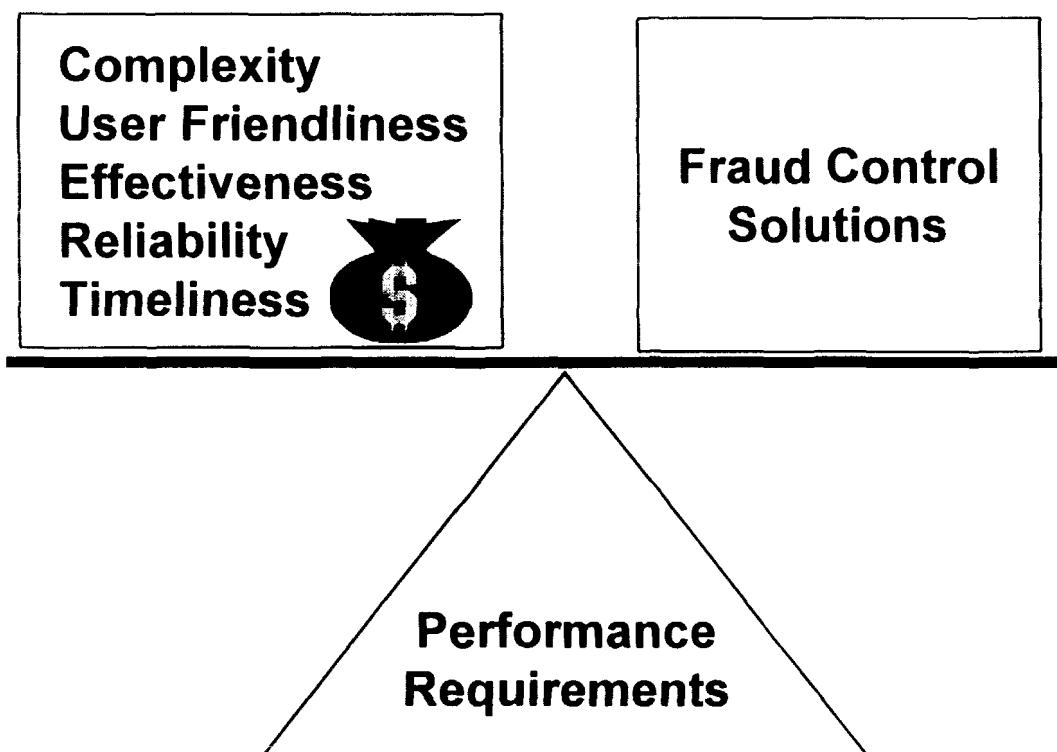 Complexity
User Friendliness
Effectiveness
Reliability
Timeliness
$
Fraud Control
Solutions
Performance
Requirements